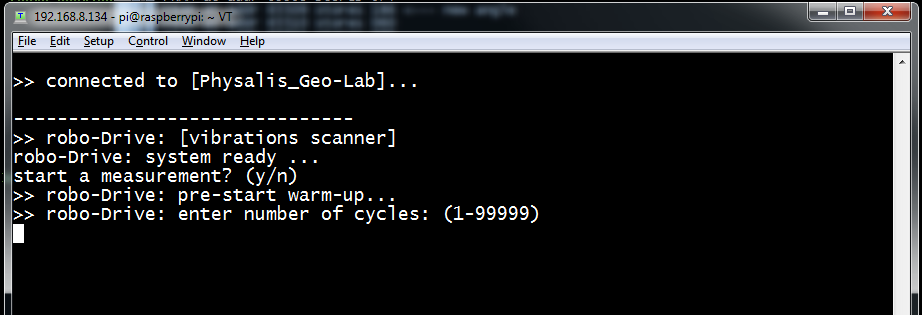 192.168.8.134 - pi@raspberrypi: ~ VT
File Edit Setup Control Window Help
>> connected to [Physalis_Geo-Lab]...
------------------------------
>> robo-Drive: [vibrations scanner]
robo-Drive: system ready ...
start a measurement? (y/n)
>> robo-Drive: pre-start warm-up...
>> robo-Drive: enter number of cycles: (1-99999)